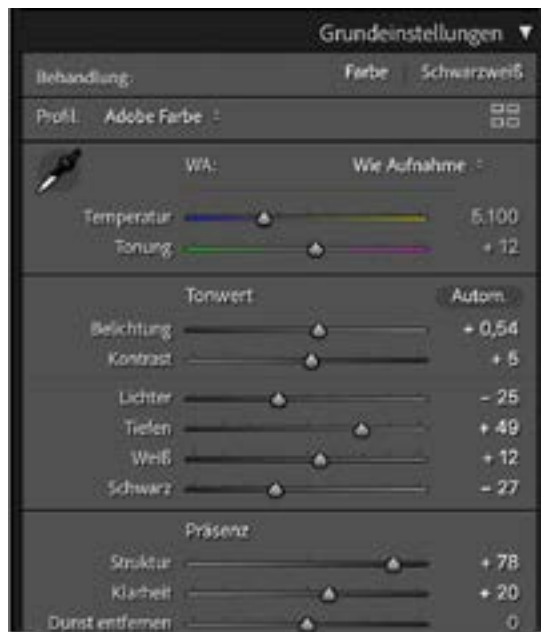 Grundeinstellungen
Behandlung: Farbe Schwarzweiß
Profil: Adobe Farbe
WA: Wie Aufnahme
Temperatur 5.100
Tonung + 12
Tonwert Autom.
Belichtung + 0,54
Kontrast + 5
Lichter - 25
Tiefen + 49
Weiß + 12
Schwarz - 27
Präsenz
Struktur + 78
Klarheit + 20
Dunst entfernen 0